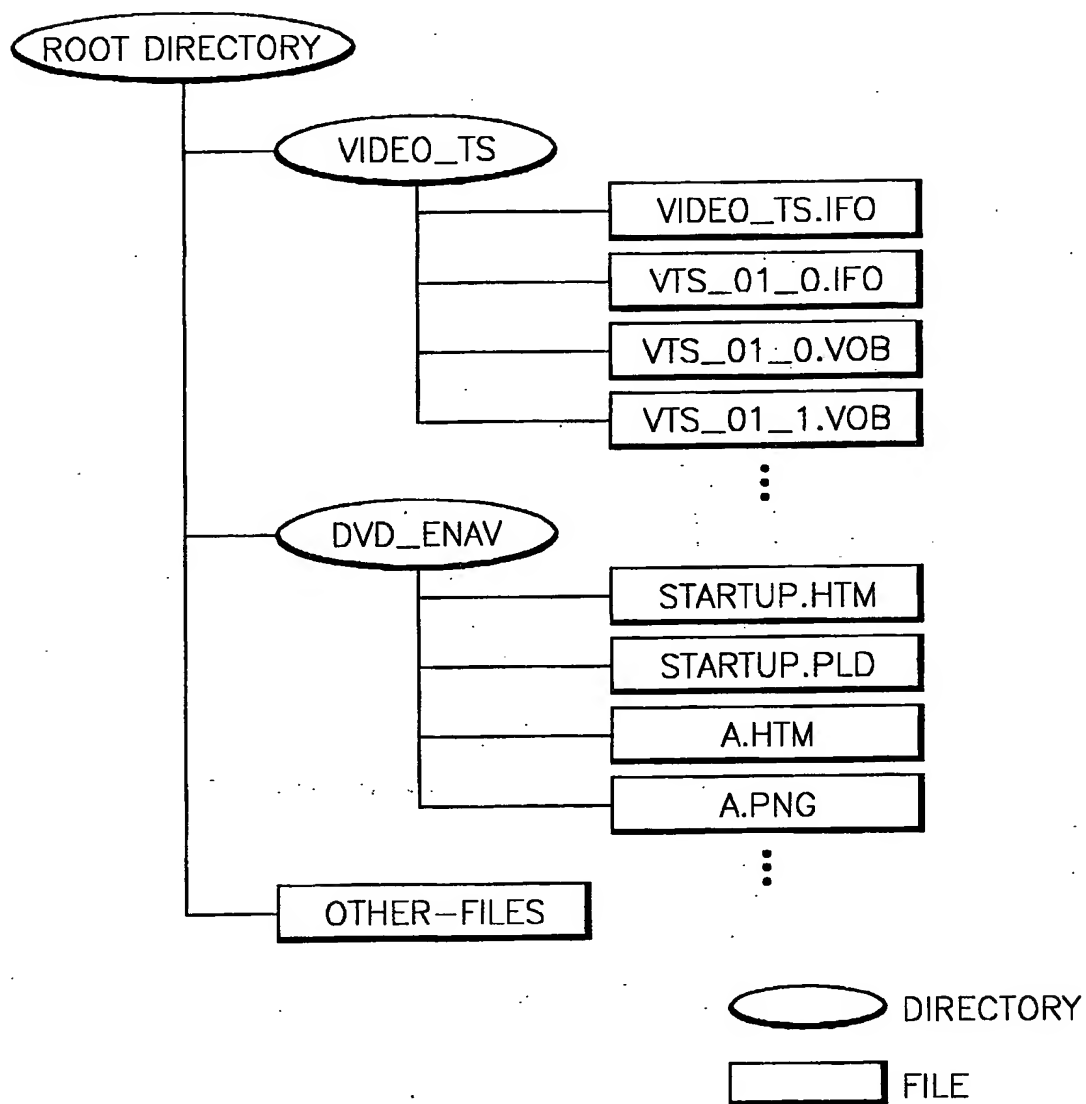 ROOT DIRECTORY
VIDEO_TS
VIDEO_TS.IFO
VTS_01_0.IFO
VTS_01_0.VOB
VTS_01_1.VOB
DVD_ENAV
STARTUP.HTM
STARTUP.PLD
A.HTM
A.PNG
OTHER-FILES
DIRECTORY
FILE